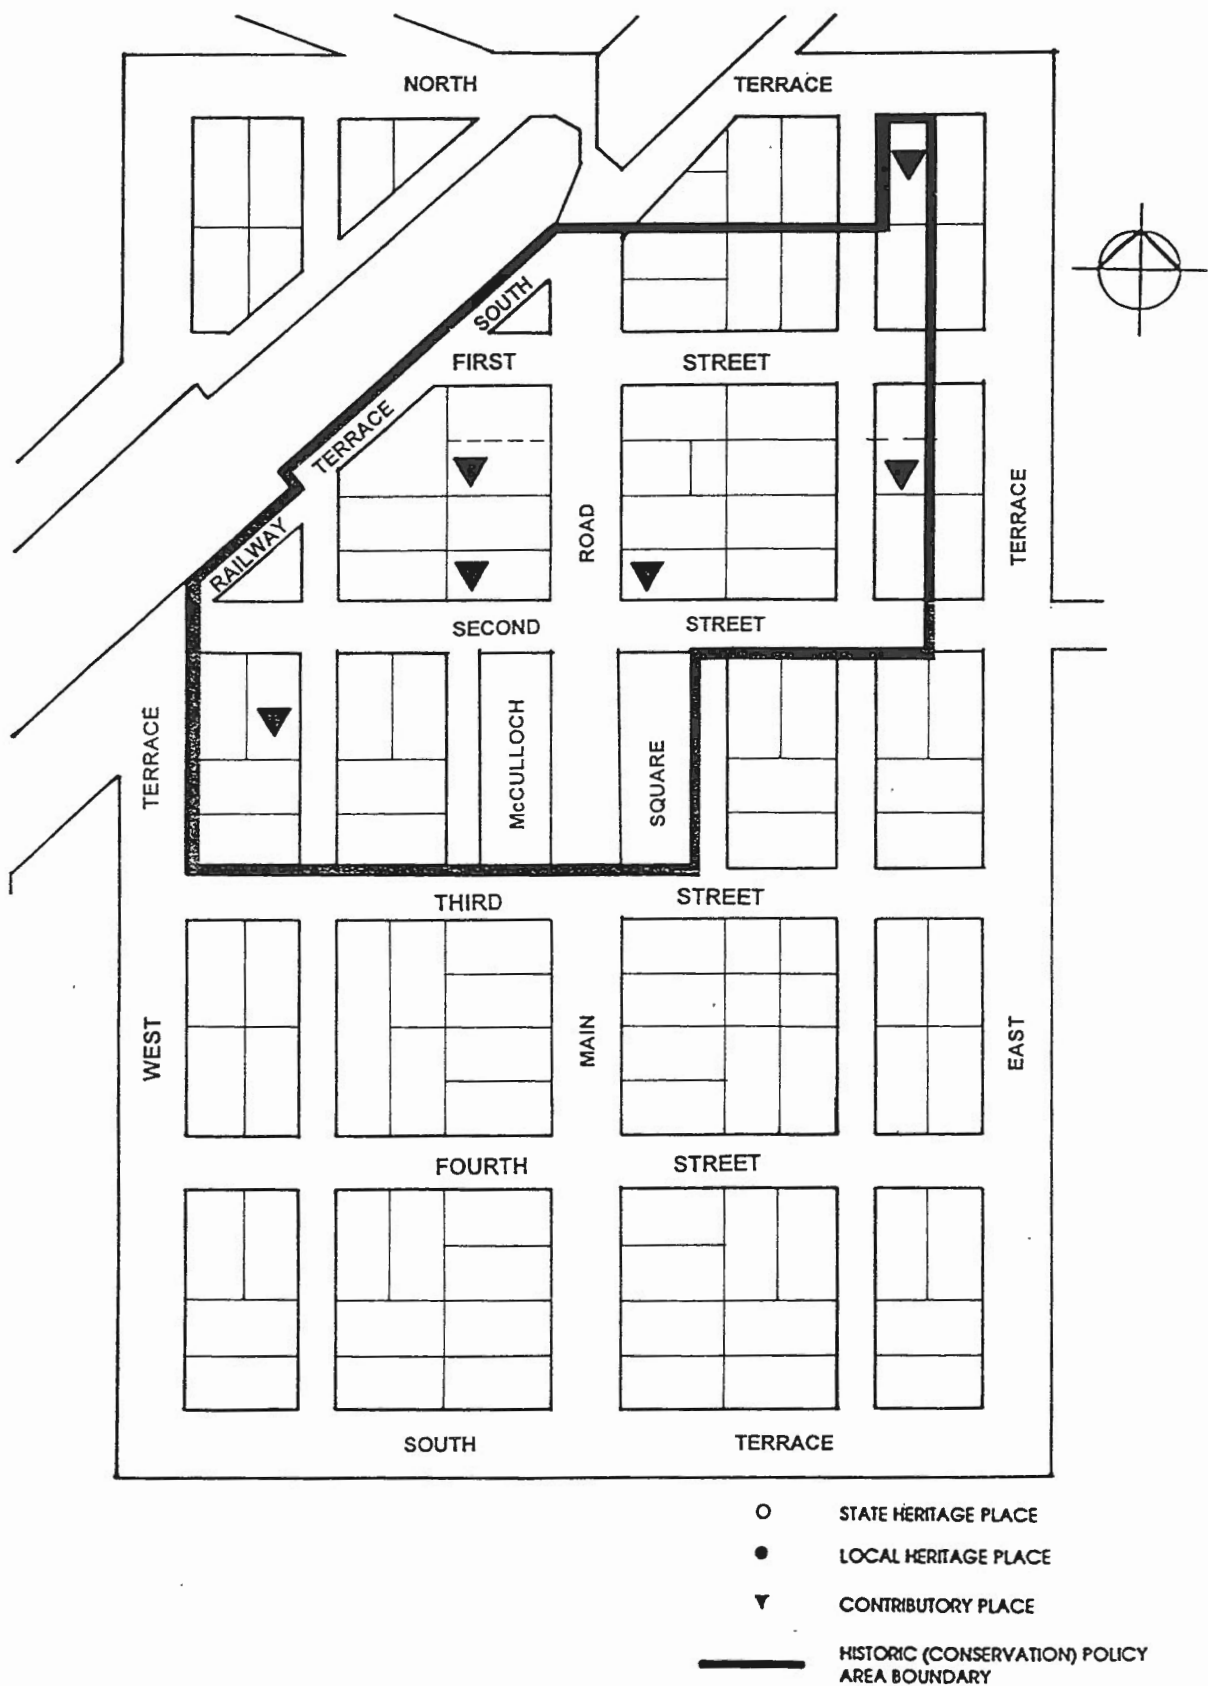 NORTH TERRACE
SOUTH
FIRST STREET
TERRACE
RAILWAY
ROAD
TERRACE
SECOND STREET
TERRACE
McCULLOCH
SQUARE
THIRD STREET
WEST
MAIN
EAST
FOURTH STREET
SOUTH TERRACE
STATE HERITAGE PLACE
LOCAL HERITAGE PLACE
CONTRIBUTORY PLACE
HISTORIC (CONSERVATION) POLICY
AREA BOUNDARY